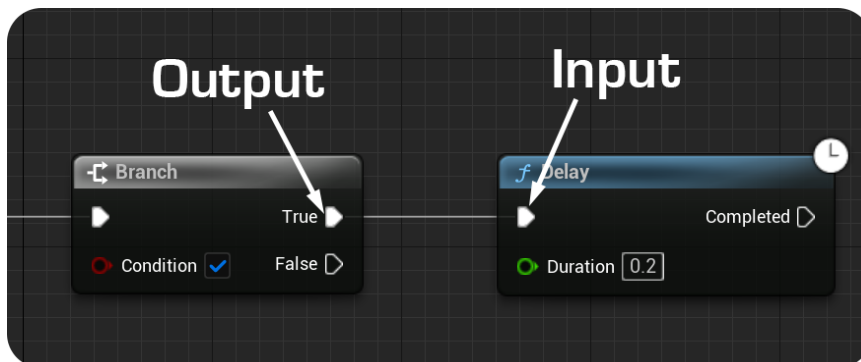 Output
Input
Branch
True
Condition
False
f Delay
Completed
Duration 0.2